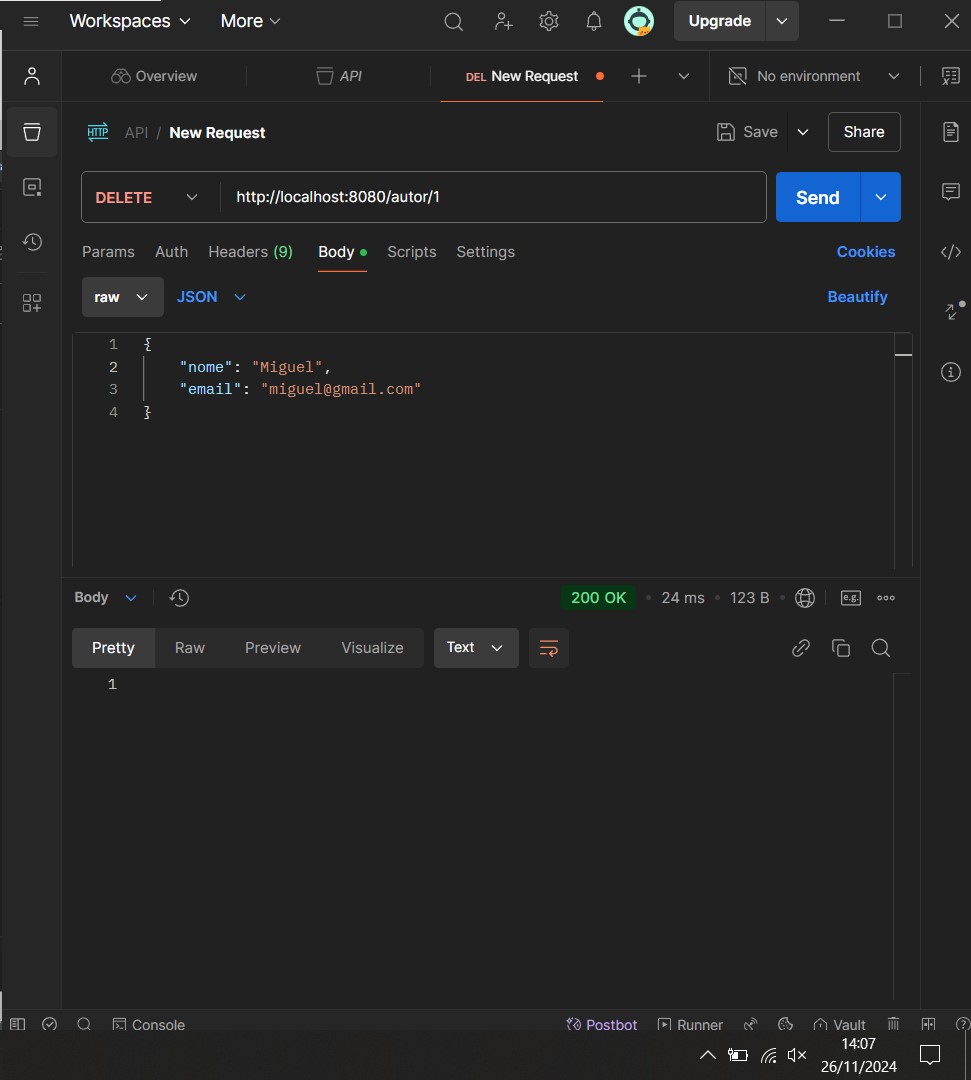 Workspaces More Upgrade
Overview API DEL New Request No environment
HTTP API / New Request Save Share
DELETE http://localhost:8080/autor/1 Send
Params Auth Headers (9) Body Scripts Settings Cookies
raw JSON Beautify
1 {
2 "nome": "Miguel",
3 "email": "miguel@gmail.com"
4 }
Body 200 OK • 24 ms • 123 B • e.g.
Pretty Raw Preview Visualize Text
1
Console Postbot Runner Vault
14:07
26/11/2024